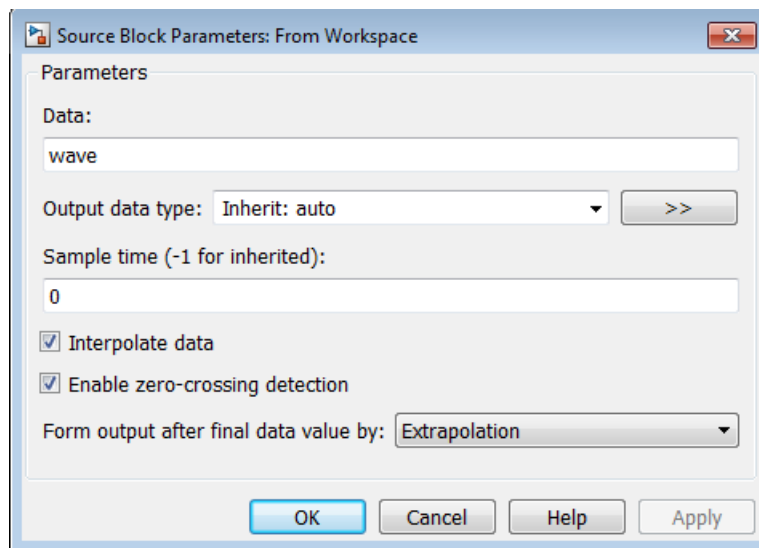 Source Block Parameters: From Workspace
Parameters
Data:
wave
Output data type: Inherit: auto >>
Sample time (-1 for inherited):
0
Interpolate data
Enable zero-crossing detection
Form output after final data value by: Extrapolation
OK Cancel Help Apply